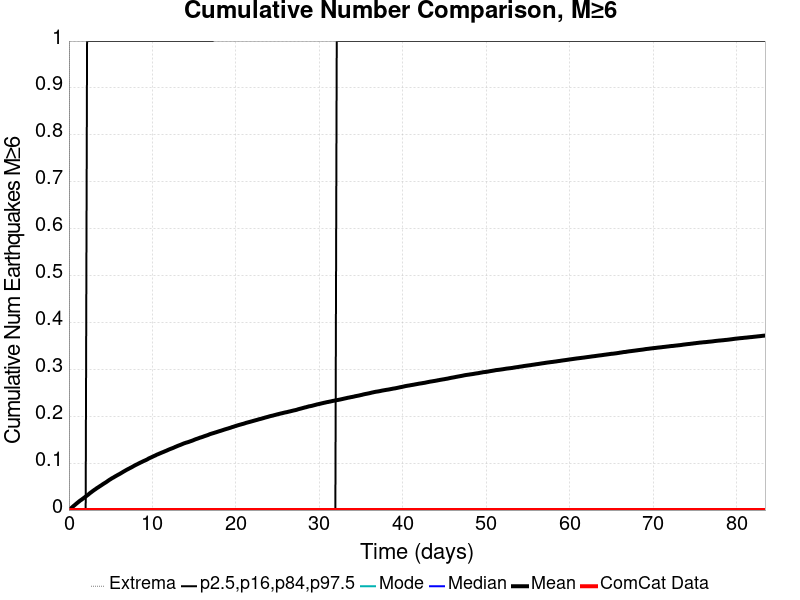 Cumulative Number Comparison, M≥6
Cumulative Num Earthquakes M≥6
1
0.9
0.8
0.7
0.6
0.5
0.4
0.3
0.2
0.1
0
0 10 20 30 40 50 60 70 80
Time (days)
Extrema p2.5,p16,p84,p97.5 Mode Median Mean ComCat Data